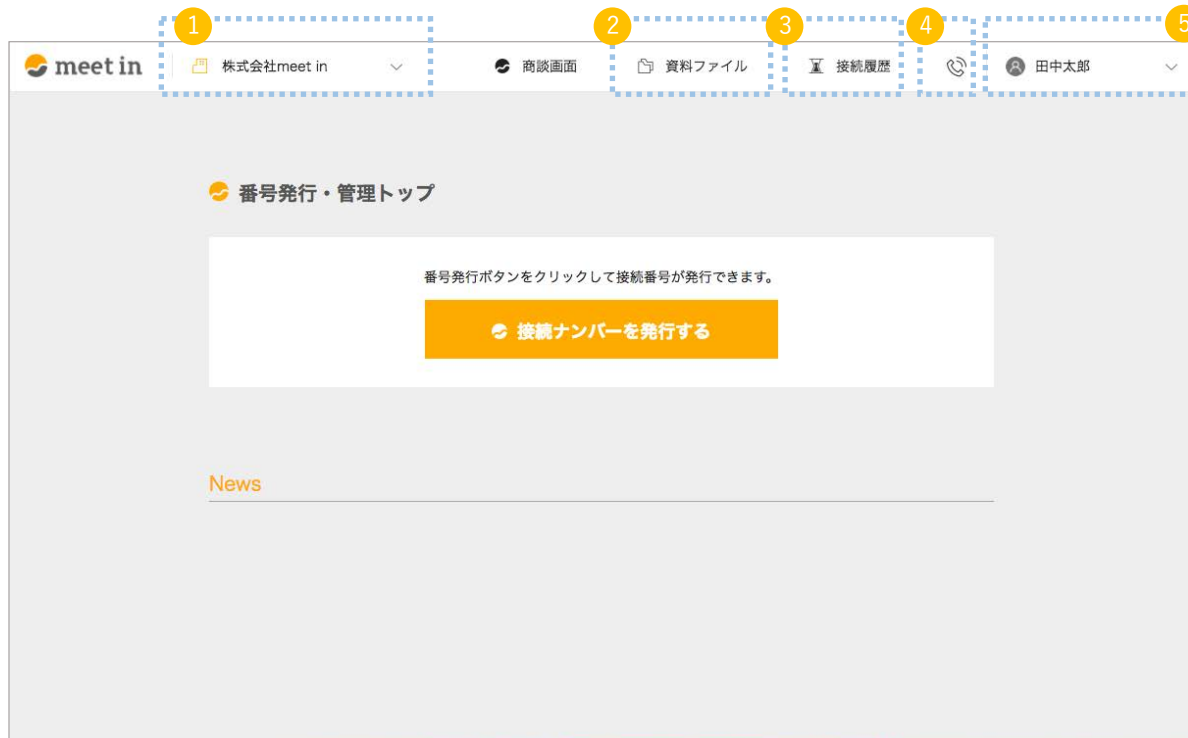 1 2 3 4 5
meet in 株式会社meet in 商談画面 資料ファイル 接続履歴 田中太郎
番号発行・管理トップ
番号発行ボタンをクリックして接続番号が発行できます。
接続ナンバーを発行する
News